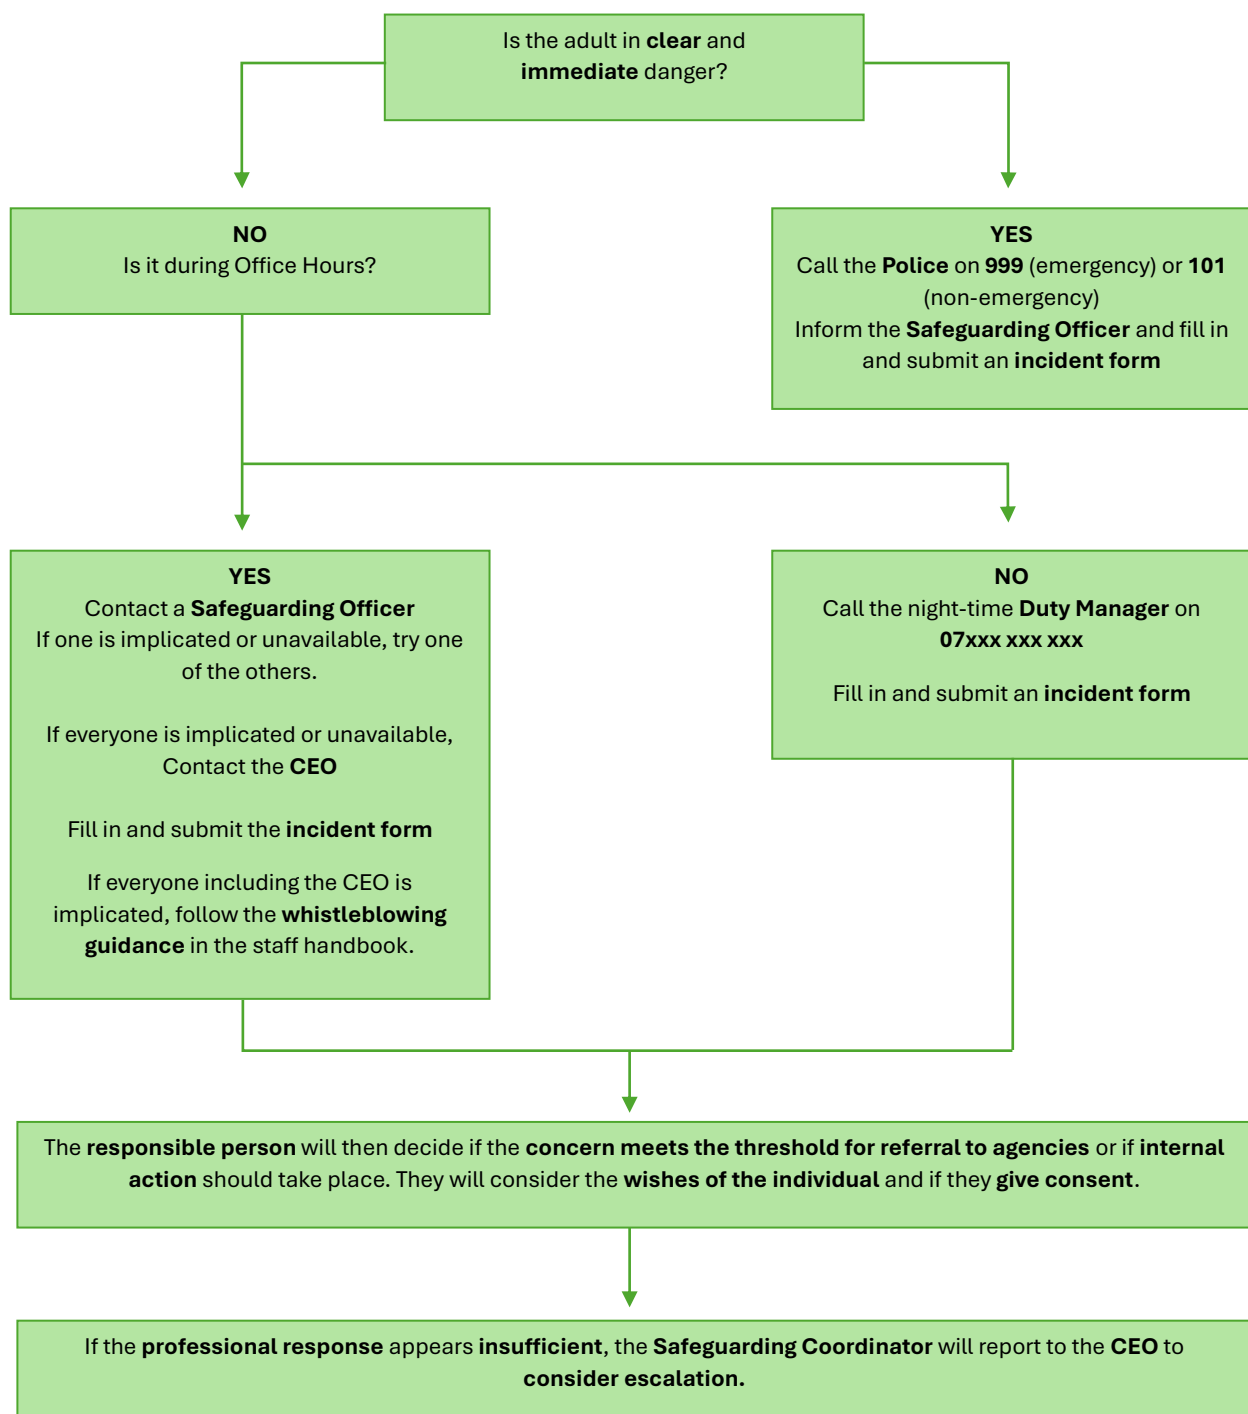 Is the adult in clear and
immediate danger?
NO
Is it during Office Hours?
YES
Call the Police on 999 (emergency) or 101
(non-emergency)
Inform the Safeguarding Officer and fill in
and submit an incident form
YES
Contact a Safeguarding Officer
If one is implicated or unavailable, try one
of the others.
If everyone is implicated or unavailable,
Contact the CEO
Fill in and submit the incident form
If everyone including the CEO is
implicated, follow the whistleblowing
guidance in the staff handbook.
NO
Call the night-time Duty Manager on
07xxx xxx xxx
Fill in and submit an incident form
The responsible person will then decide if the concern meets the threshold for referral to agencies or if internal
action should take place. They will consider the wishes of the individual and if they give consent.
If the professional response appears insufficient, the Safeguarding Coordinator will report to the CEO to
consider escalation.